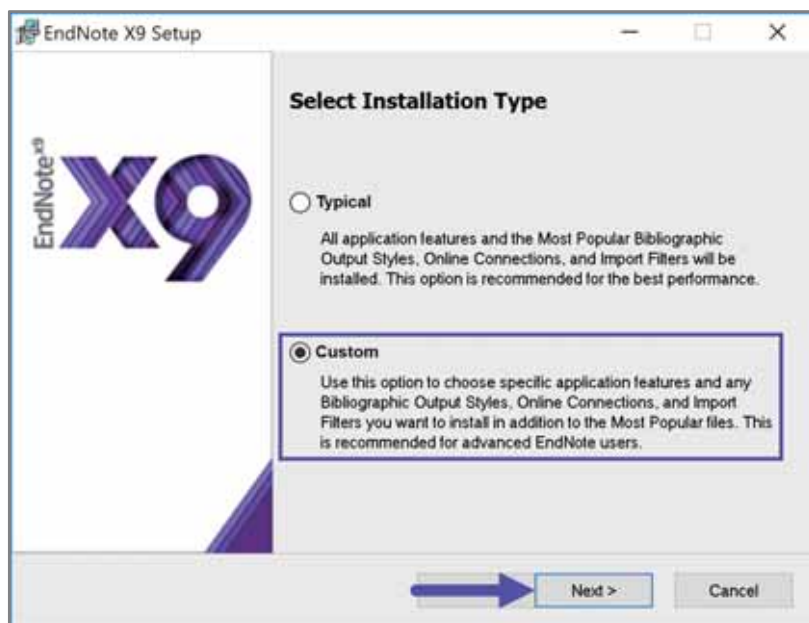 EndNote X9 Setup
Select Installation Type
EndNote X9
X9
Typical
All application features and the Most Popular Bibliographic
Output Styles, Online Connections, and Import Filters will be
installed. This option is recommended for the best performance.
Custom
Use this option to choose specific application features and any
Bibliographic Output Styles, Online Connections, and Import
Filters you want to install in addition to the Most Popular files. This
is recommended for advanced EndNote users.
Next >
Cancel